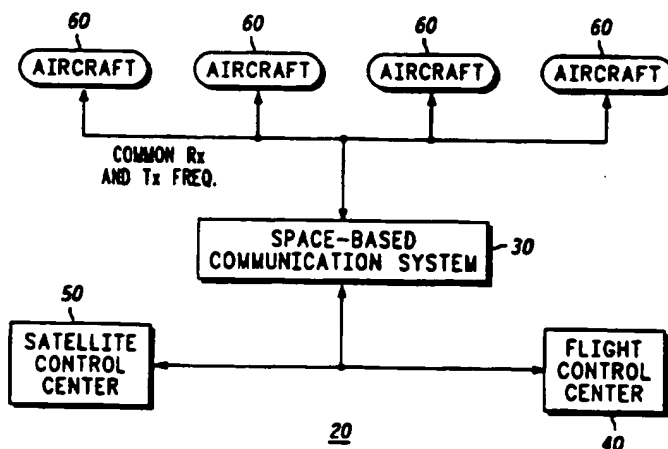 60 60 60 60
AIRCRAFT AIRCRAFT AIRCRAFT AIRCRAFT
COMMON Rx
AND Tx FREQ.
SPACE-BASED
COMMUNICATION SYSTEM
30
50
SATELLITE
CONTROL
CENTER
FLIGHT
CONTROL
CENTER
20
40